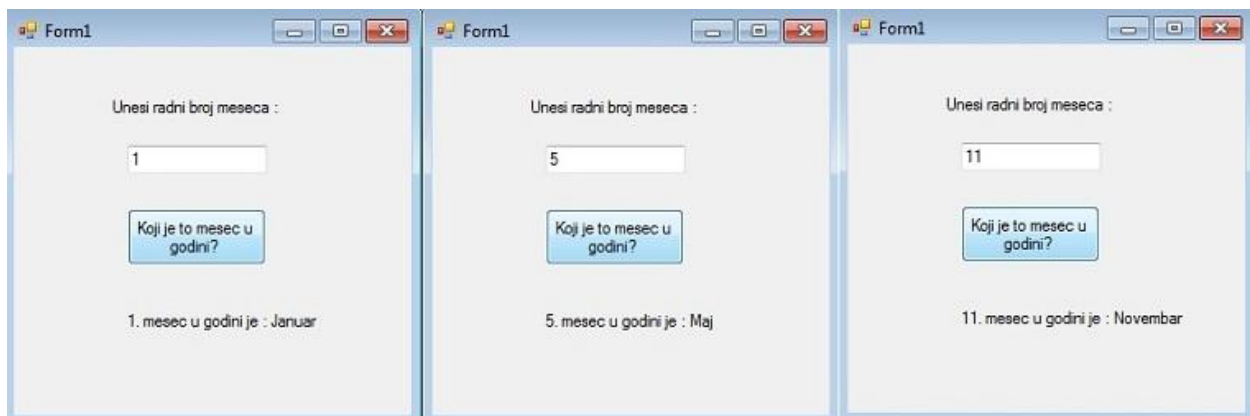 Form1
Unesi radni broj meseca :
1
Koji je to mesec u
godini?
1. mesec u godini je : Januar
Form1
Unesi radni broj meseca :
5
Koji je to mesec u
godini?
5. mesec u godini je : Maj
Form1
Unesi radni broj meseca :
11
Koji je to mesec u
godini?
11. mesec u godini je : Novembar